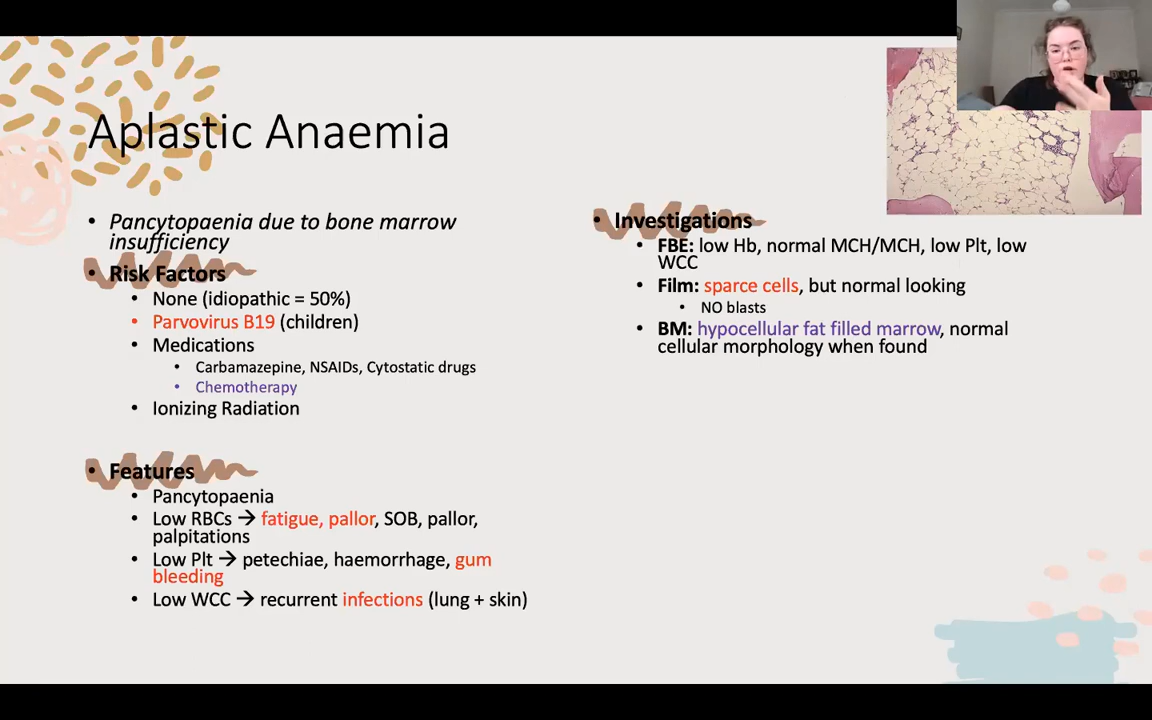 Aplastic Anaemia
• Pancytopaenia due to bone marrow
insufficiency
• Risk Factors
• None (idiopathic = 50%)
• Parvovirus B19 (children)
• Medications
• Carbamazepine, NSAIDs, Cytostatic drugs
• Chemotherapy
• Ionizing Radiation
• Features
• Pancytopaenia
• Low RBCs → fatigue, pallor, SOB, pallor,
palpitations
• Low Plt → petechiae, haemorrhage, gum
bleeding
• Low WCC → recurrent infections (lung + skin)
• Investigations
• FBE: low Hb, normal MCH/MCH, low Plt, low
WCC
• Film: sparce cells, but normal looking
• NO blasts
• BM: hypocellular fat filled marrow, normal
cellular morphology when found